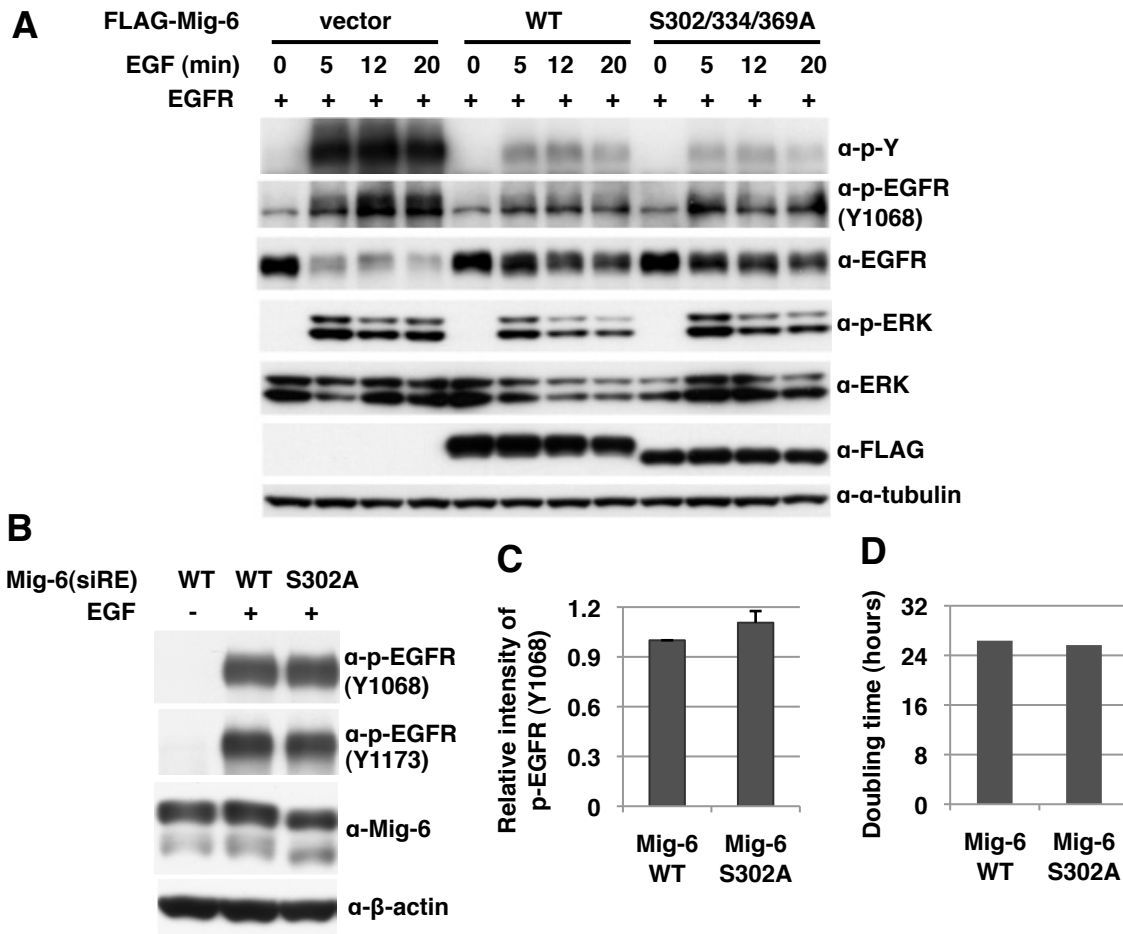 A
FLAG-Mig-6 vector WT S302/334/369A
EGF (min) 0 5 12 20 0 5 12 20 0 5 12 20
EGFR + + + + + + + + + + + +
α-p-Y
α-p-EGFR
(Y1068)
α-EGFR
α-p-ERK
α-ERK
α-FLAG
α-α-tubulin
B
Mig-6(siRE) WT WT S302A
EGF - + +
α-p-EGFR
(Y1068)
α-p-EGFR
(Y1173)
α-Mig-6
α-β-actin
C
Relative intensity of
p-EGFR (Y1068)
1.2
0.9
0.6
0.3
0
Mig-6 Mig-6
WT S302A
D
Doubling time (hours)
32
24
16
8
0
Mig-6 Mig-6
WT S302A